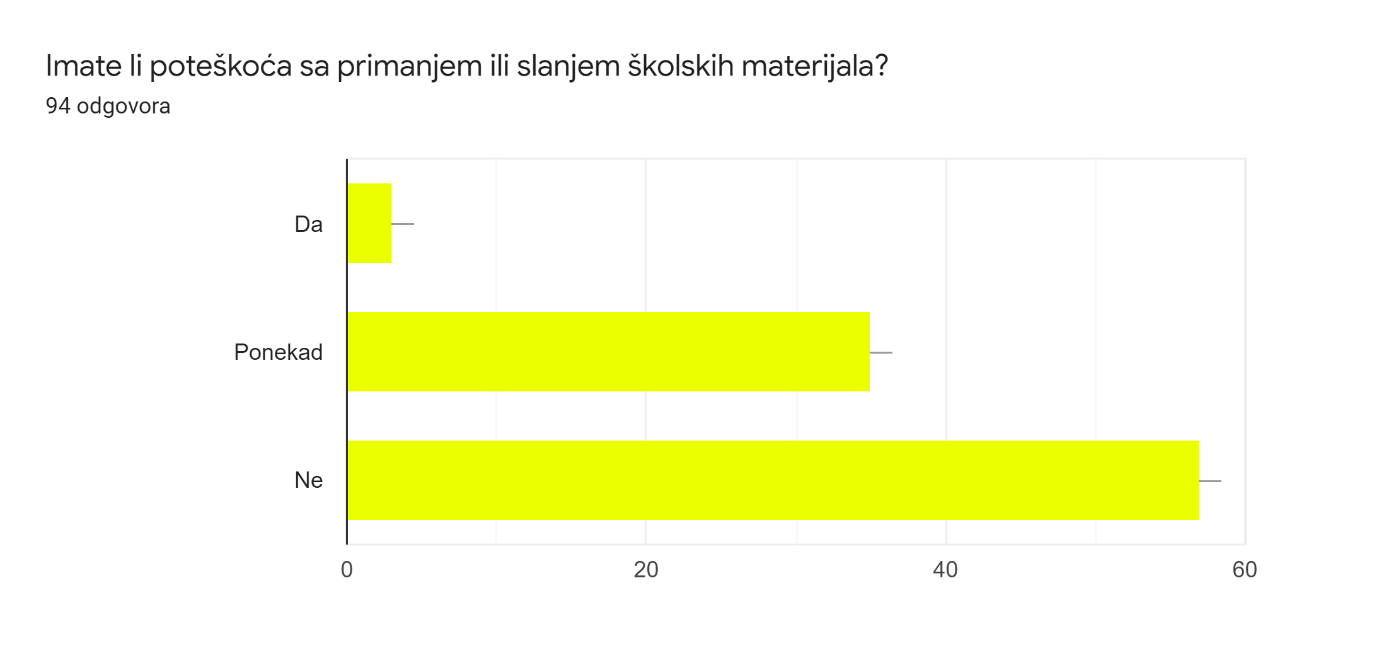 Imate li poteškoća sa primanjem ili slanjem školskih materijala?
94 odgovora
Da
Ponekad
Ne
0 20 40 60